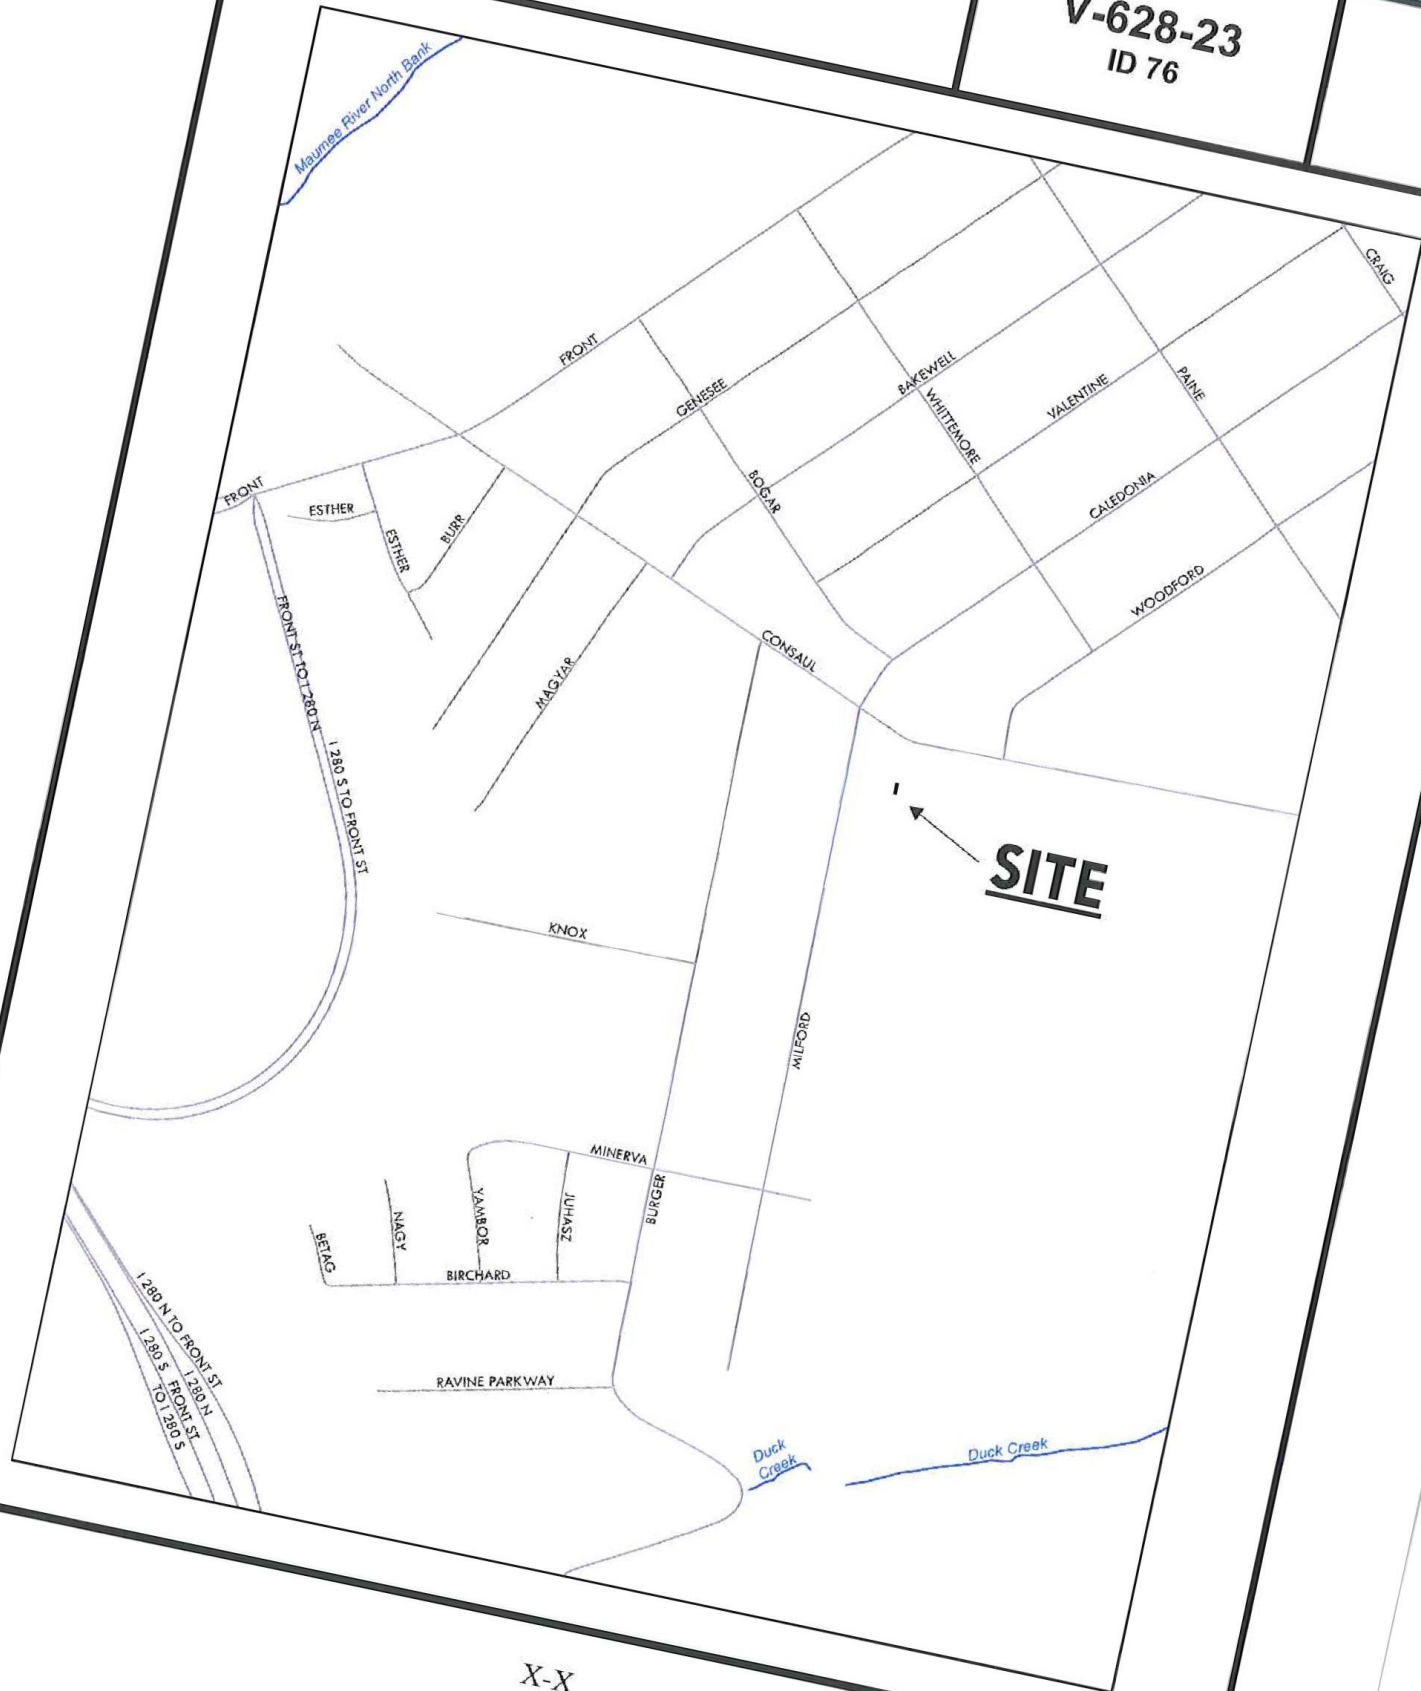 V-628-23
ID 76
Maumee River North Bank
CRAIG
FRONT
GENESEE
BAKEWELL
WHITTEMORE
VALENTINE
PAINE
FRONT
ESTHER
ESTHER
BURR
BOGAR
CALEDONIA
WOODFORD
FRONT ST TO I 280 N
MAGYAR
CONSAUL
I 280 S TO FRONT ST
SITE
KNOX
MILFORD
MINERVA
BURGER
YAMBOR
JUHASZ
NAGY
BETAG
BIRCHARD
I 280 N TO FRONT ST
I 280 S
I 280 N
FRONT ST
TO I 280 S
RAVINE PARKWAY
Duck
Creek
Duck Creek
X-X